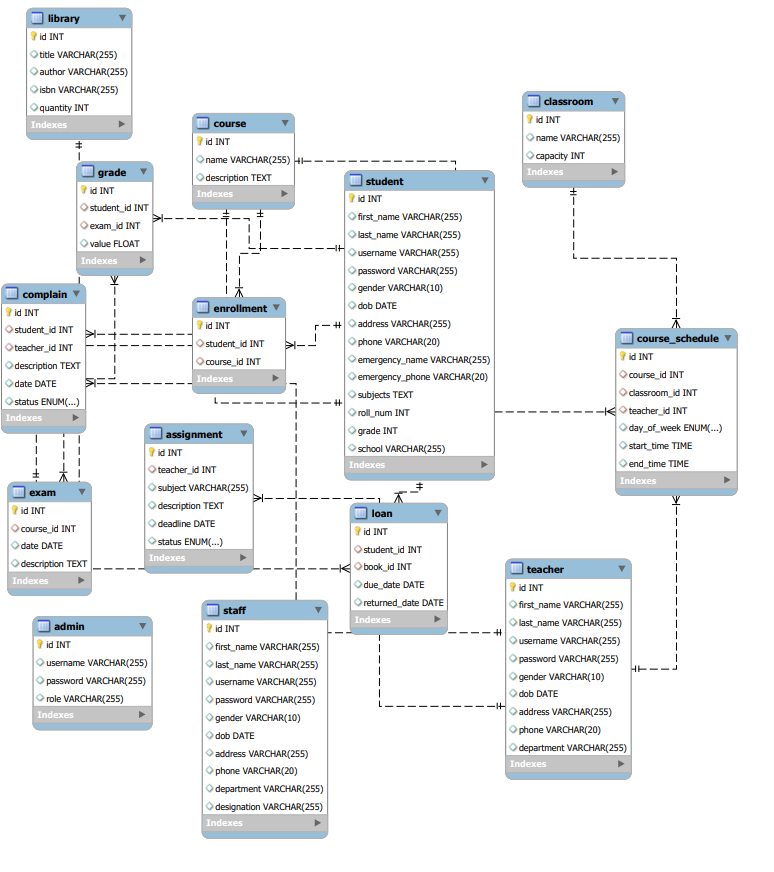 library
id INT
title VARCHAR(255)
author VARCHAR(255)
isbn VARCHAR(255)
quantity INT
Indexes
course
id INT
name VARCHAR(255)
description TEXT
Indexes
classroom
id INT
name VARCHAR(255)
capacity INT
Indexes
grade
id INT
student_id INT
exam_id INT
value FLOAT
Indexes
student
id INT
first_name VARCHAR(255)
last_name VARCHAR(255)
username VARCHAR(255)
password VARCHAR(255)
gender VARCHAR(10)
dob DATE
address VARCHAR(255)
phone VARCHAR(20)
emergency_name VARCHAR(255)
emergency_phone VARCHAR(20)
subjects TEXT
roll_num INT
grade INT
school VARCHAR(255)
Indexes
complain
id INT
student_id INT
teacher_id INT
description TEXT
date DATE
status ENUM(...)
Indexes
enrollment
id INT
student_id INT
course_id INT
Indexes
course_schedule
id INT
course_id INT
classroom_id INT
teacher_id INT
day_of_week ENUM(...)
start_time TIME
end_time TIME
Indexes
assignment
id INT
teacher_id INT
subject VARCHAR(255)
description TEXT
deadline DATE
status ENUM(...)
Indexes
exam
id INT
course_id INT
date DATE
description TEXT
Indexes
loan
id INT
student_id INT
book_id INT
due_date DATE
returned_date DATE
Indexes
teacher
id INT
first_name VARCHAR(255)
last_name VARCHAR(255)
username VARCHAR(255)
password VARCHAR(255)
gender VARCHAR(10)
dob DATE
address VARCHAR(255)
phone VARCHAR(20)
department VARCHAR(255)
Indexes
admin
id INT
username VARCHAR(255)
password VARCHAR(255)
role VARCHAR(255)
Indexes
staff
id INT
first_name VARCHAR(255)
last_name VARCHAR(255)
username VARCHAR(255)
password VARCHAR(255)
gender VARCHAR(10)
dob DATE
address VARCHAR(255)
phone VARCHAR(20)
department VARCHAR(255)
designation VARCHAR(255)
Indexes